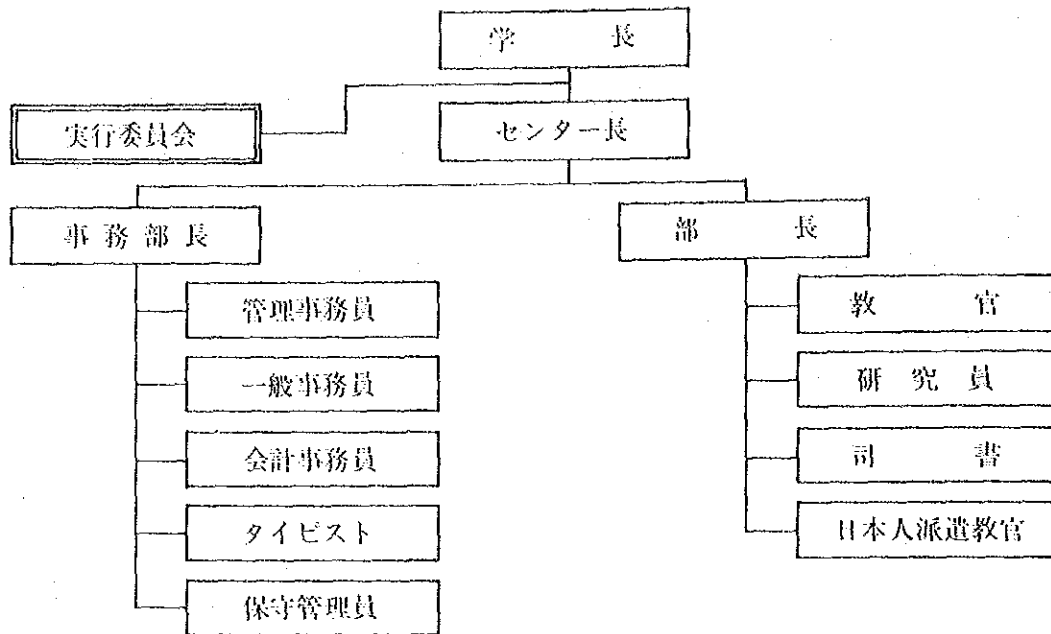 学長
実行委員会
センター長
事務部長
部長
管理事務員
一般事務員
会計事務員
タイピスト
保守管理員
教官
研究員
司書
日本人派遣教官